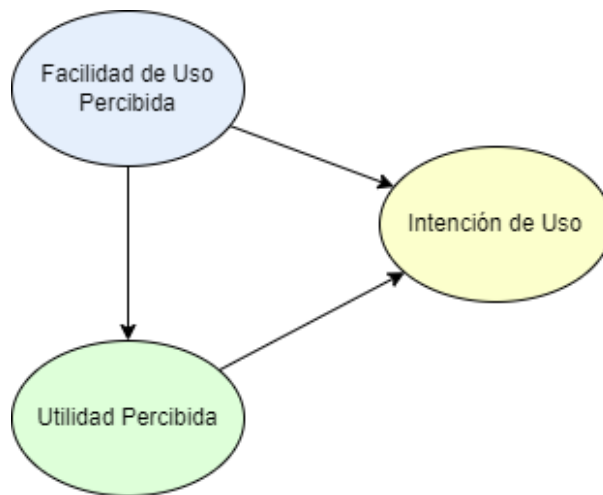 Facilidad de Uso
Percibida
Intención de Uso
Utilidad Percibida